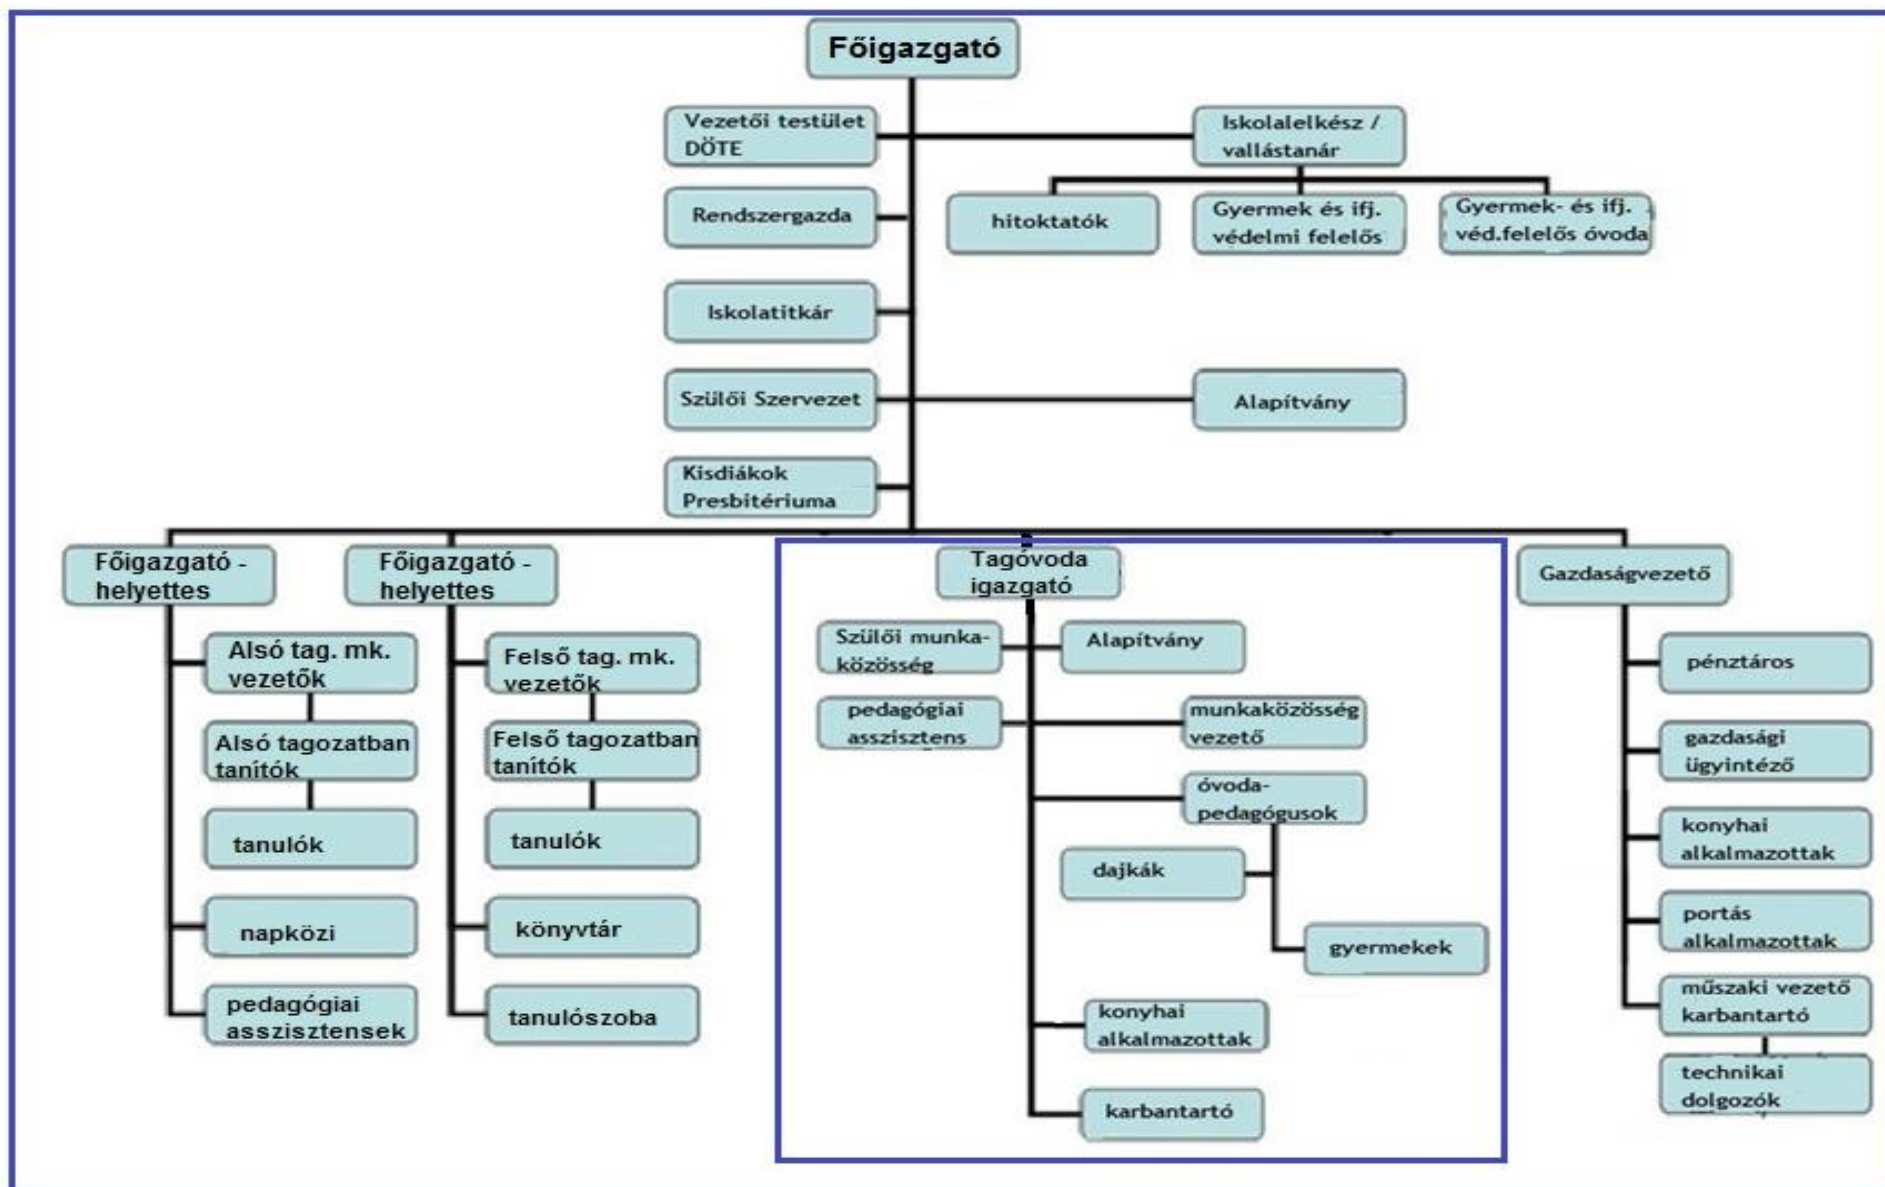 Főigazgató
Vezetői testület
DÖTE
Iskolalelkész /
vallástanár
Rendszergazda
hitoktatók
Gyermek és ifj.
védelmi felelős
Gyermek- és ifj.
véd.felelős óvoda
Iskolatitkár
Szülői Szervezet
Alapítvány
Kisdiákok
Presbitériuma
Főigazgató -
helyettes
Alsó tag. mk.
vezetők
Alsó tagozatban
tanítók
tanulók
napközi
pedagógiai
asszisztensek
Főigazgató -
helyettes
Felső tag. mk.
vezetők
Felső tagozatban
tanítók
tanulók
könyvtár
tanulószoba
Tagóvoda
igazgató
Szülői munka-
közösség
Alapítvány
pedagógiai
asszisztens
munkaközösség
vezető
óvoda-
pedagógusok
dajkák
gyermekek
konyhai
alkalmazottak
karbantartó
Gazdaságvezető
pénztáros
gazdasági
ügyintéző
konyhai
alkalmazottak
portás
alkalmazottak
műszaki vezető
karbantartó
technikai
dolgozók